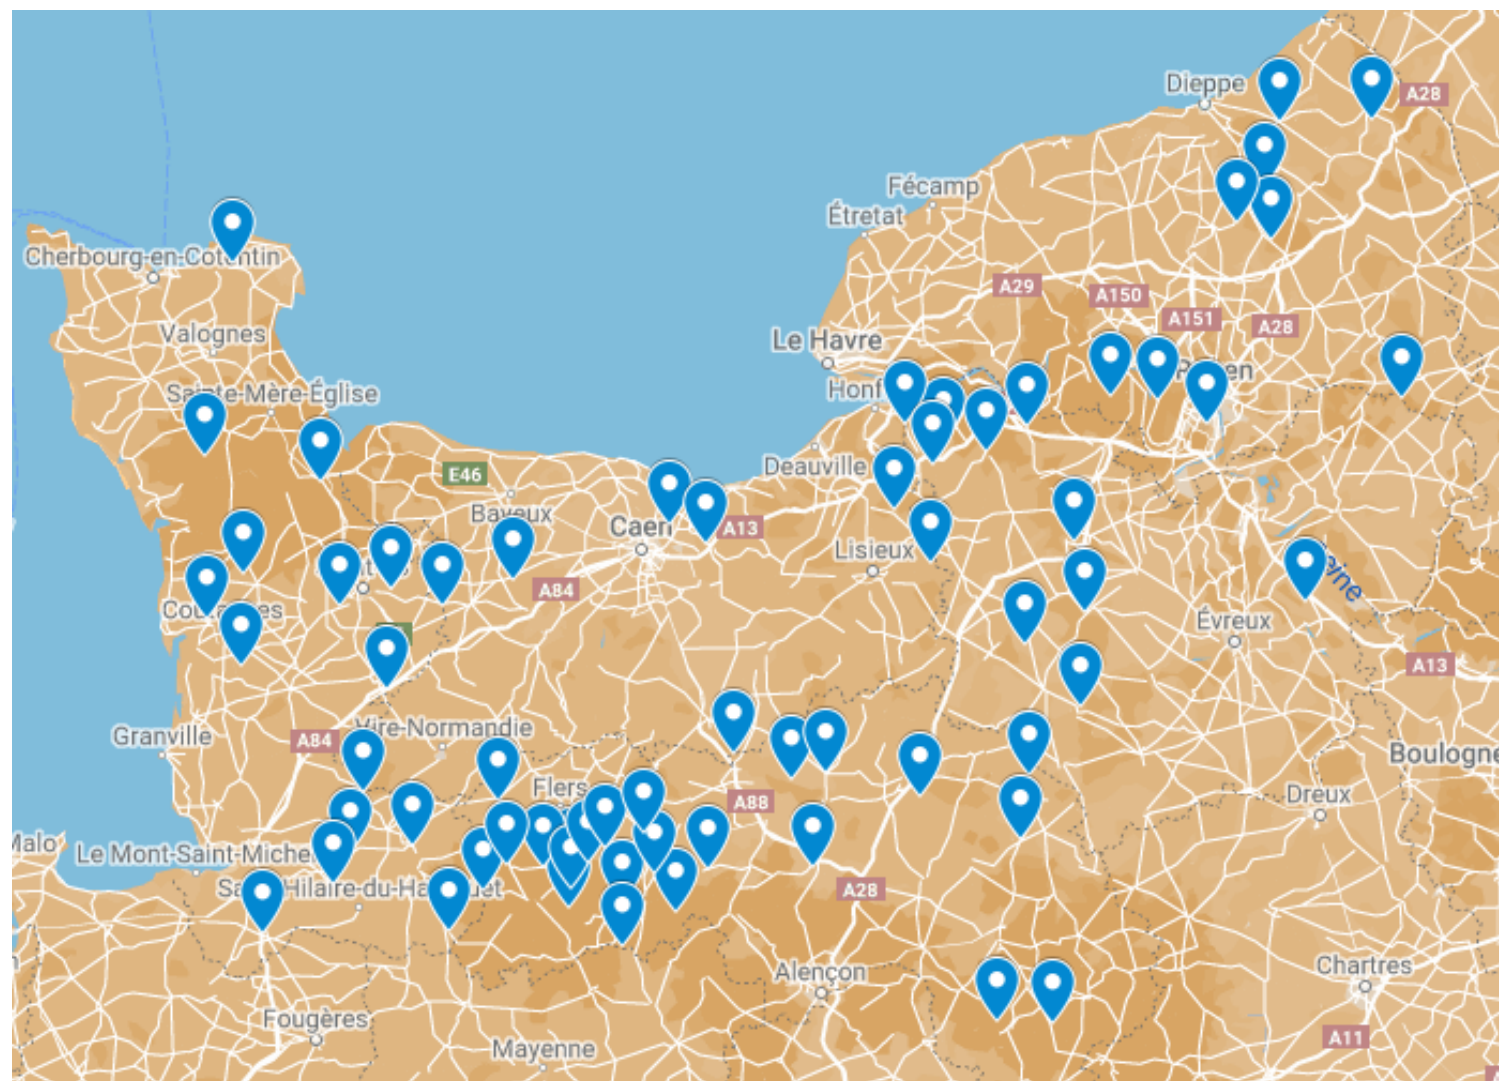 Dieppe
A28
Fécamp
Étretat
Cherbourg-en-Cotentin
A29
A150
A151
A28
Valognes
Le Havre
Honf
Sainte-Mère-Église
E46
Deauville
Bayeux
Caen
A13
Lisieux
A84
Seine
Évreux
A13
Granville
A84
Vire-Normandie
Boulogne
Flers
A88
Dreux
Malo
Le Mont-Saint-Michel
A28
Alençon
Chartres
Fougères
A11
Mayenne